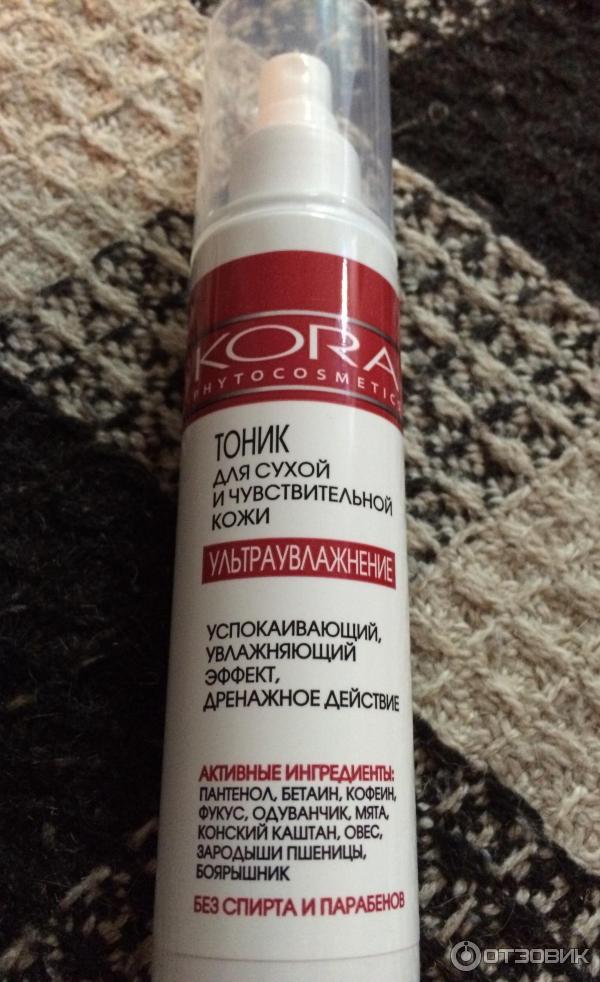 KORA
PHYTOCOSMETICS
ТОНИК
ДЛЯ СУХОЙ
И ЧУВСТВИТЕЛЬНОЙ
КОЖИ
УЛЬТРАУВЛАЖНЕНИЕ
УСПОКАИВАЮЩИЙ,
УВЛАЖНЯЮЩИЙ
ЭФФЕКТ,
ДРЕНАЖНОЕ ДЕЙСТВИЕ
АКТИВНЫЕ ИНГРЕДИЕНТЫ:
ПАНТЕНОЛ, БЕТАИН, КОФЕИН,
ФУКУС, ОДУВАНЧИК, МЯТА,
КОНСКИЙ КАШТАН, ОВЕС,
ЗАРОДЫШИ ПШЕНИЦЫ,
БОЯРЫШНИК
БЕЗ СПИРТА И ПАРАБЕНОВ
ОТЗОВИК